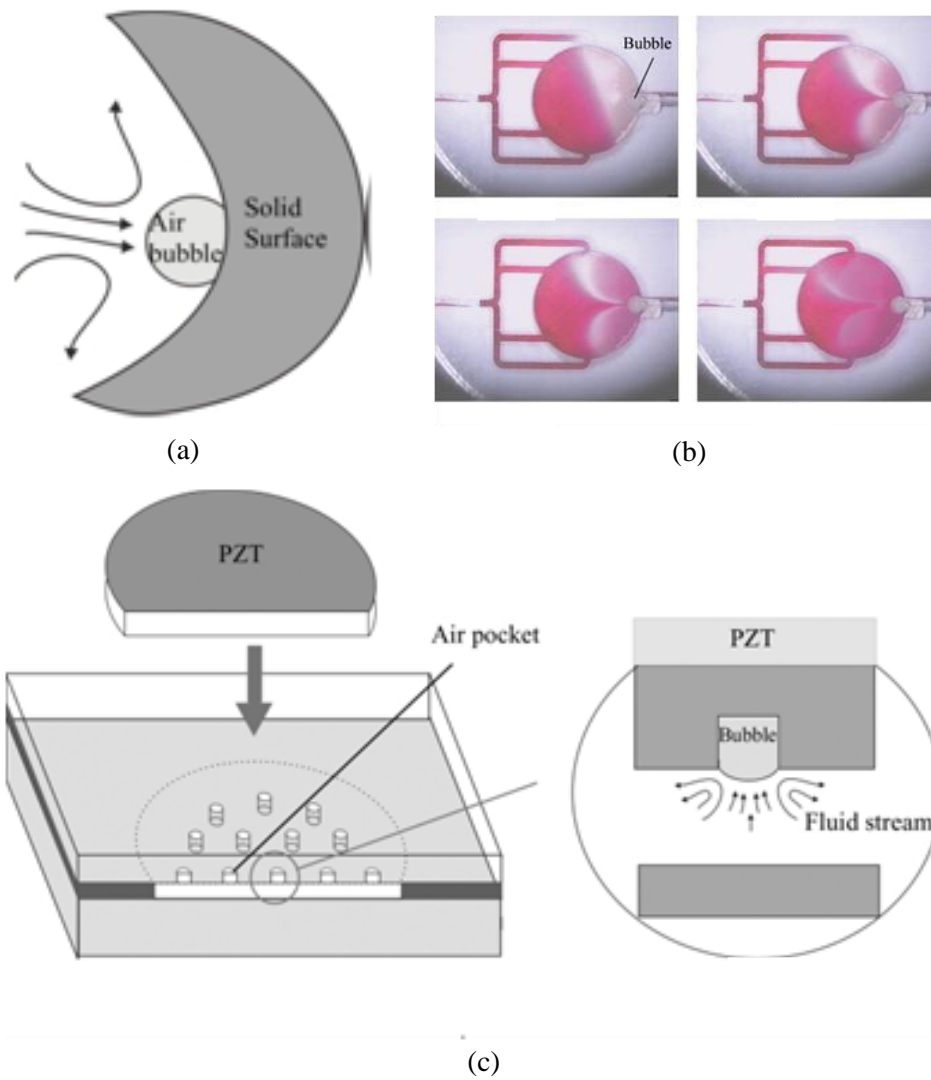 Bubble
Air
bubble
Solid
Surface
(a)
(b)
PZT
Air pocket
PZT
Bubble
Fluid stream
(c)